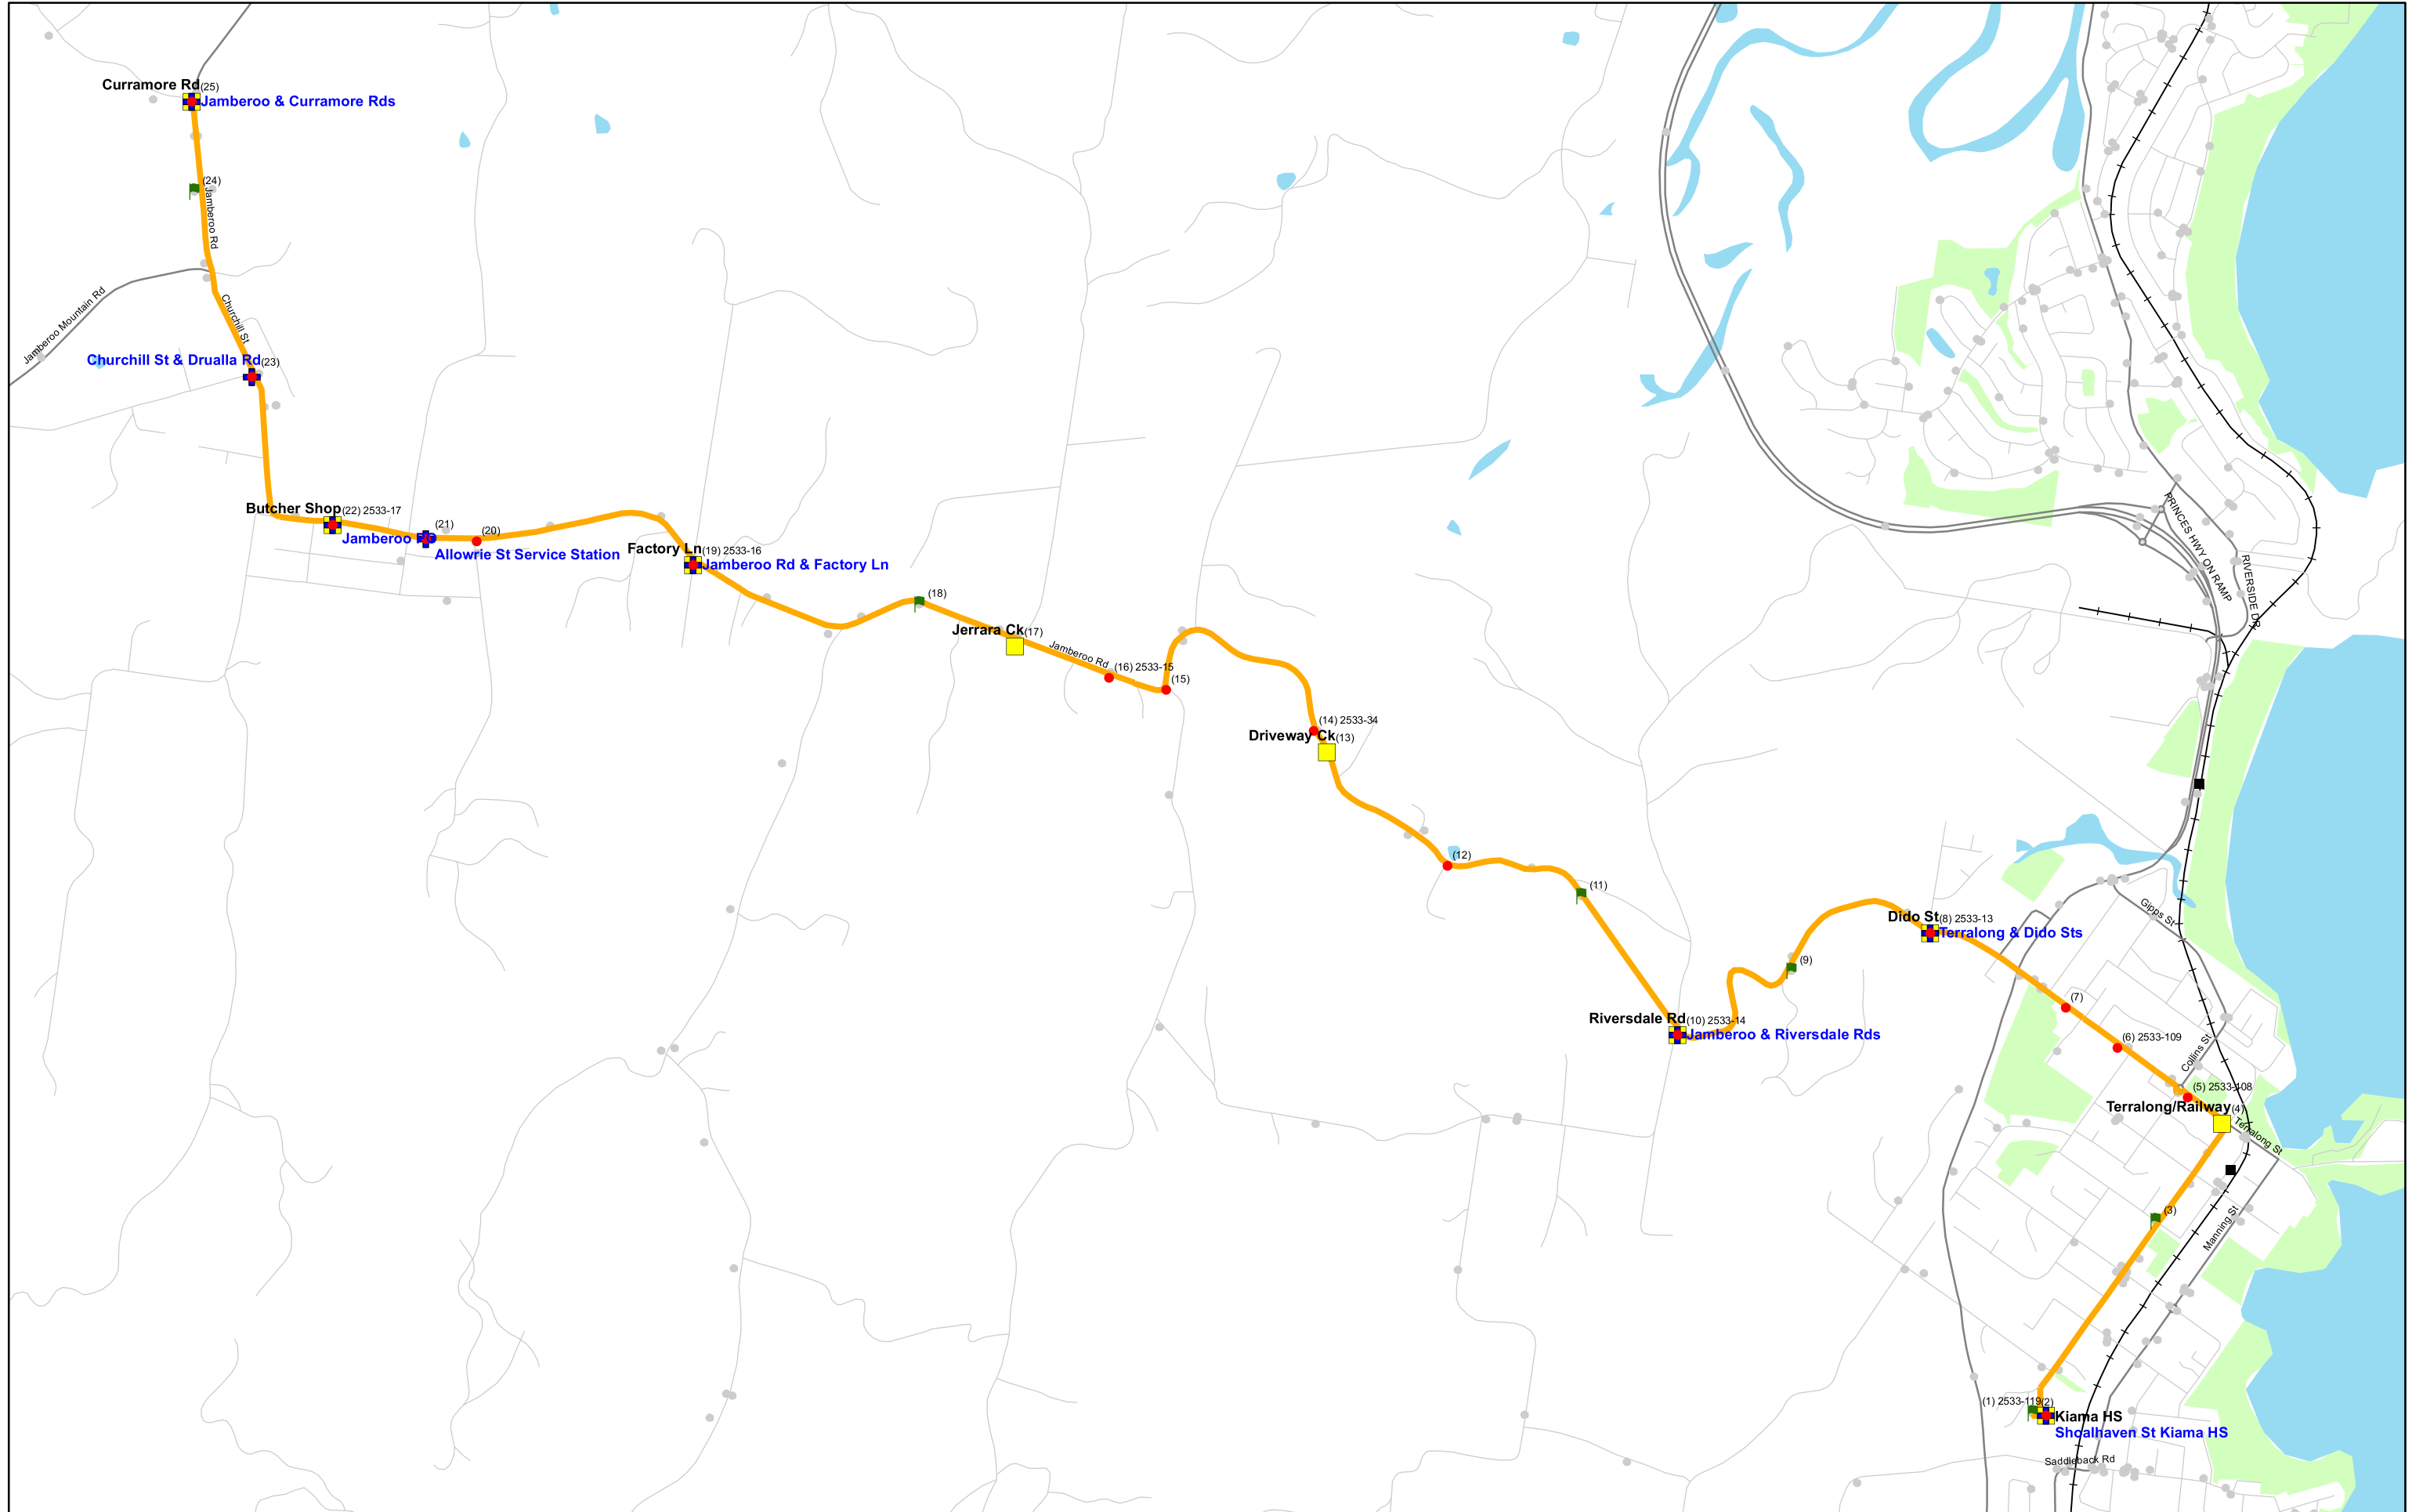 Curramore Rd(25)
Jamberoo & Curramore Rds
(24)
Jamberoo Rd
Jamberoo Mountain Rd
Churchill St
Churchill St & Drualla Rd(23)
Butcher Shop(22) 2533-17
Jamberoo PO
(21)
(20)
Allowrie St Service Station
Factory Ln(19) 2533-16
Jamberoo Rd & Factory Ln
(18)
Jerrara Ck(17)
Jamberoo Rd
(16) 2533-15
(15)
(14) 2533-34
Driveway Ck(13)
(12)
(11)
PRINCES HWY ON RAMP
RIVERSIDE DR
Riversdale Rd(10) 2533-14
Jamberoo & Riversdale Rds
(9)
Dido St(8) 2533-13
Terralong & Dido Sts
Gipps St
(7)
(6) 2533-109
Collins St
(5) 2533-108
Terralong/Railway(4)
Terralong St
(3)
Manning St
(1) 2533-119(2)
Kiama HS
Shoalhaven St Kiama HS
Saddleback Rd